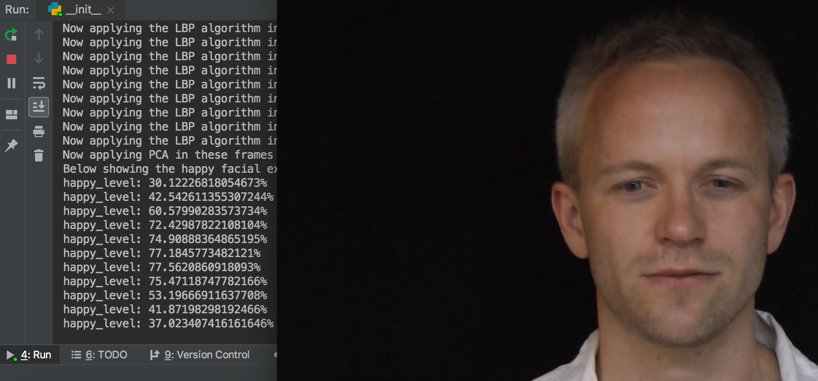 Run: __init__
Now applying the LBP algorithm in
Now applying the LBP algorithm in
Now applying the LBP algorithm in
Now applying the LBP algorithm in
Now applying the LBP algorithm in
Now applying the LBP algorithm in
Now applying the LBP algorithm in
Now applying the LBP algorithm in
Now applying the LBP algorithm in
Now applying PCA in these frames
Below showing the happy facial ex
happy_level: 30.12226818054673%
happy_level: 42.542611355307244%
happy_level: 60.57990283573734%
happy_level: 72.42987822108104%
happy_level: 74.90888364865195%
happy_level: 77.1845773482121%
happy_level: 77.5620860918093%
happy_level: 75.47118747782166%
happy_level: 53.19666911637708%
happy_level: 41.87198298192466%
happy_level: 37.023407416161646%
4: Run 6: TODO 9: Version Control